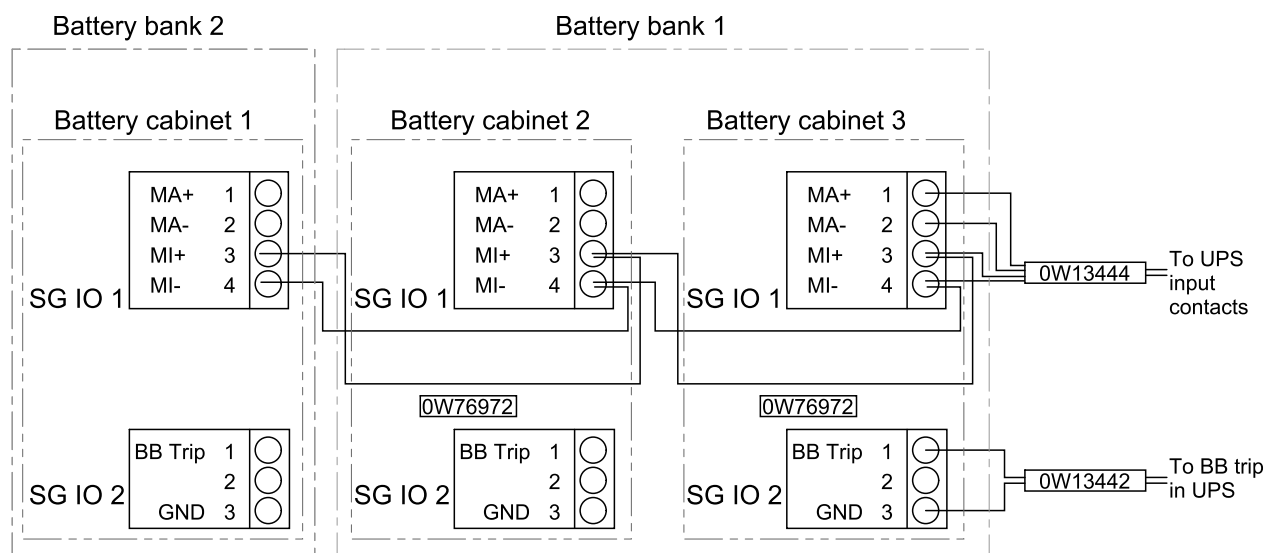 Battery bank 2
Battery bank 1
Battery cabinet 1
Battery cabinet 2
Battery cabinet 3
MA+ 1
MA- 2
MI+ 3
MI- 4
SG IO 1
MA+ 1
MA- 2
MI+ 3
MI- 4
SG IO 1
MA+ 1
MA- 2
MI+ 3
MI- 4
SG IO 1
0W13444
To UPS
input
contacts
0W76972
0W76972
BB Trip 1
2
GND 3
SG IO 2
BB Trip 1
2
GND 3
SG IO 2
BB Trip 1
2
GND 3
SG IO 2
0W13442
To BB trip
in UPS